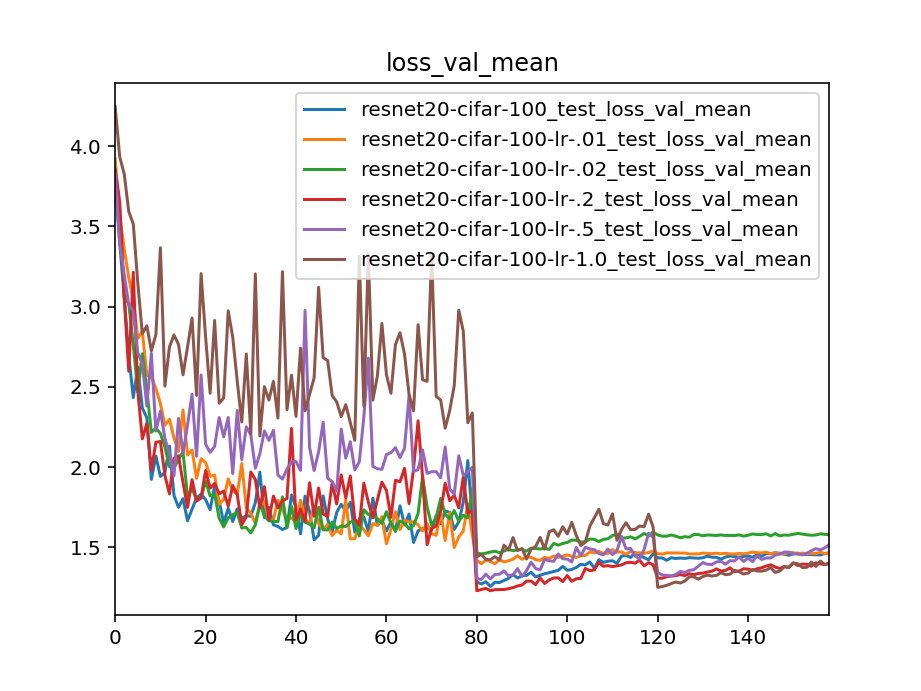 loss_val_mean
resnet20-cifar-100_test_loss_val_mean
resnet20-cifar-100-lr-.01_test_loss_val_mean
resnet20-cifar-100-lr-.02_test_loss_val_mean
resnet20-cifar-100-lr-.2_test_loss_val_mean
resnet20-cifar-100-lr-.5_test_loss_val_mean
resnet20-cifar-100-lr-1.0_test_loss_val_mean
4.0
3.5
3.0
2.5
2.0
1.5
0 20 40 60 80 100 120 140